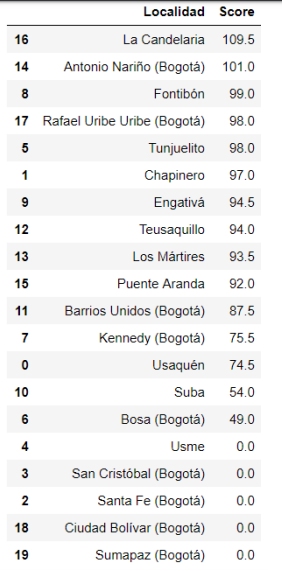 Localidad Score
16 La Candelaria 109.5
14 Antonio Nariño (Bogotá) 101.0
8 Fontibón 99.0
17 Rafael Uribe Uribe (Bogotá) 98.0
5 Tunjuelito 98.0
1 Chapinero 97.0
9 Engativá 94.5
12 Teusaquillo 94.0
13 Los Mártires 93.5
15 Puente Aranda 92.0
11 Barrios Unidos (Bogotá) 87.5
7 Kennedy (Bogotá) 75.5
0 Usaquén 74.5
10 Suba 54.0
6 Bosa (Bogotá) 49.0
4 Usme 0.0
3 San Cristóbal (Bogotá) 0.0
2 Santa Fe (Bogotá) 0.0
18 Ciudad Bolívar (Bogotá) 0.0
19 Sumapaz (Bogotá) 0.0